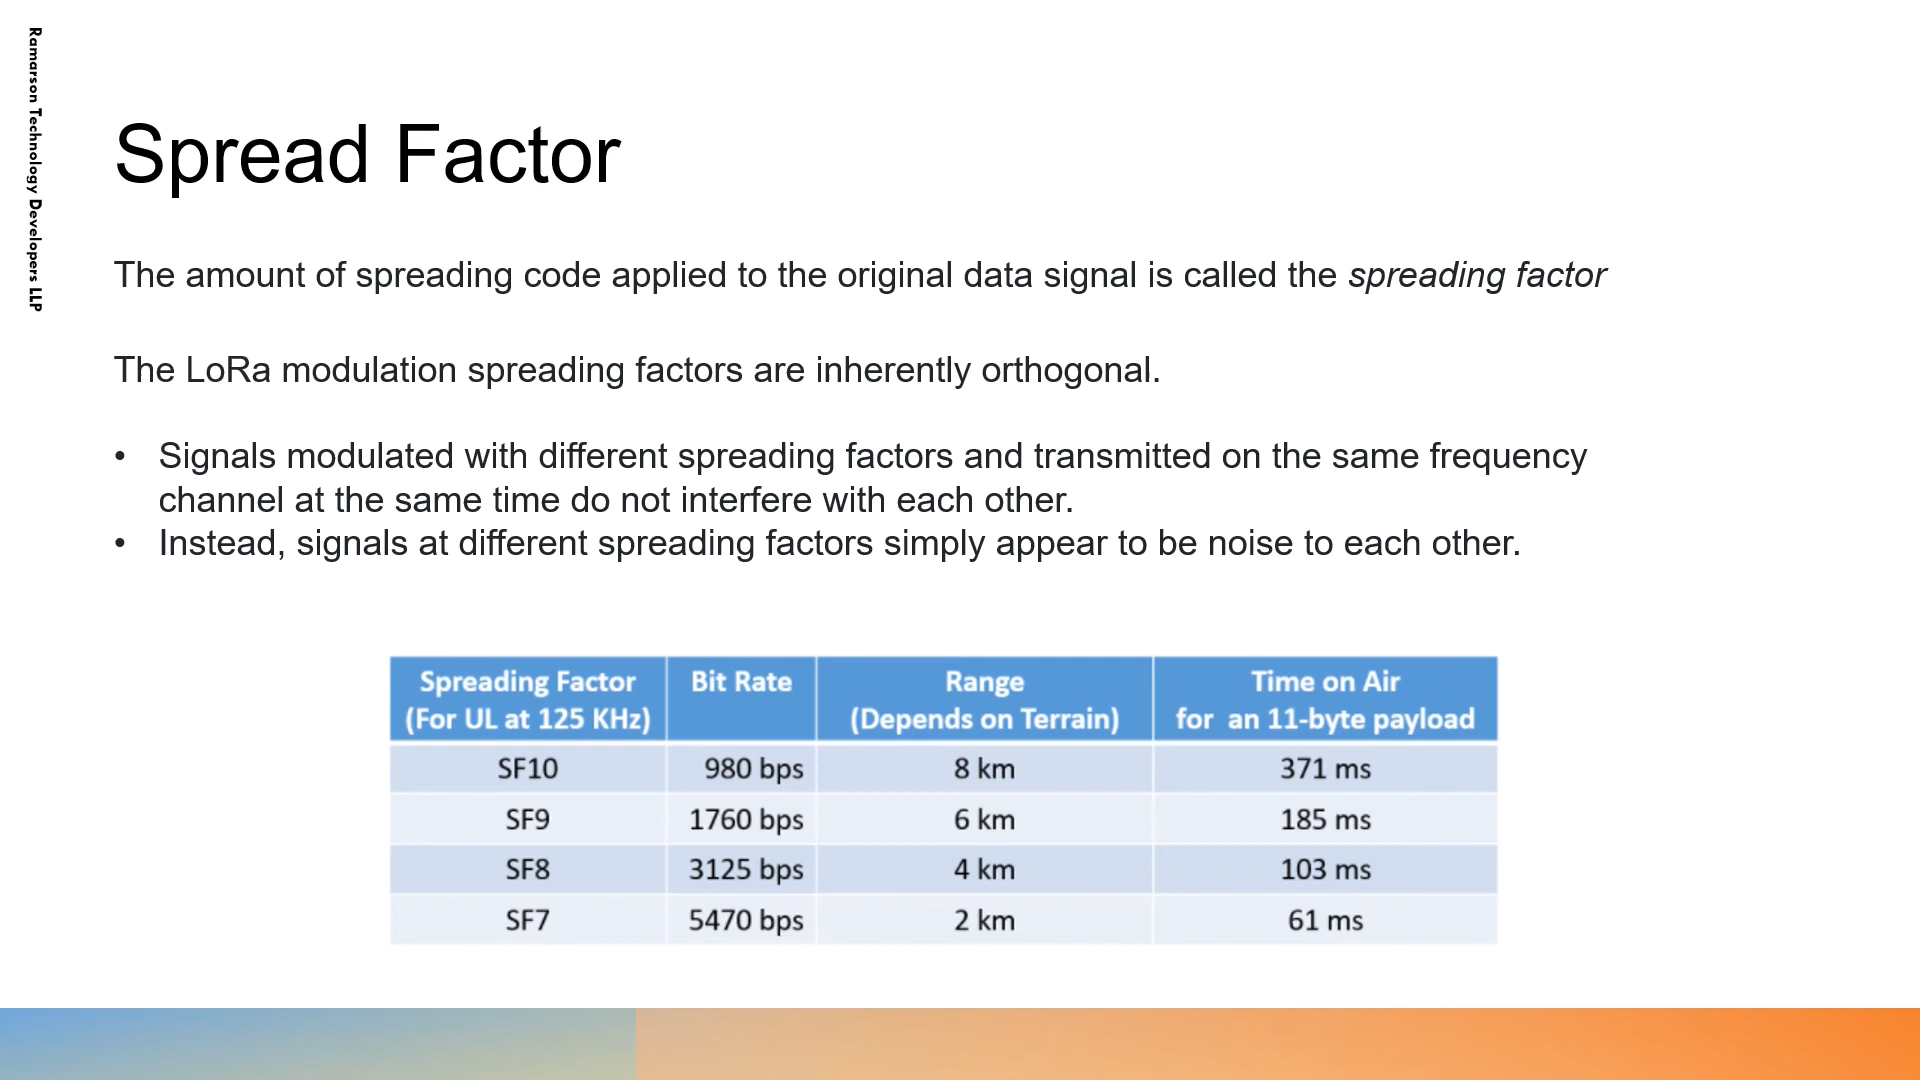 Ramarson Technology Developers LLP
Spread Factor
The amount of spreading code applied to the original data signal is called the spreading factor
The LoRa modulation spreading factors are inherently orthogonal.
• Signals modulated with different spreading factors and transmitted on the same frequency
channel at the same time do not interfere with each other.
• Instead, signals at different spreading factors simply appear to be noise to each other.
Spreading Factor Bit Rate Range Time on Air
(For UL at 125 KHz) (Depends on Terrain) for an 11-byte payload
SF10 980 bps 8 km 371 ms
SF9 1760 bps 6 km 185 ms
SF8 3125 bps 4 km 103 ms
SF7 5470 bps 2 km 61 ms